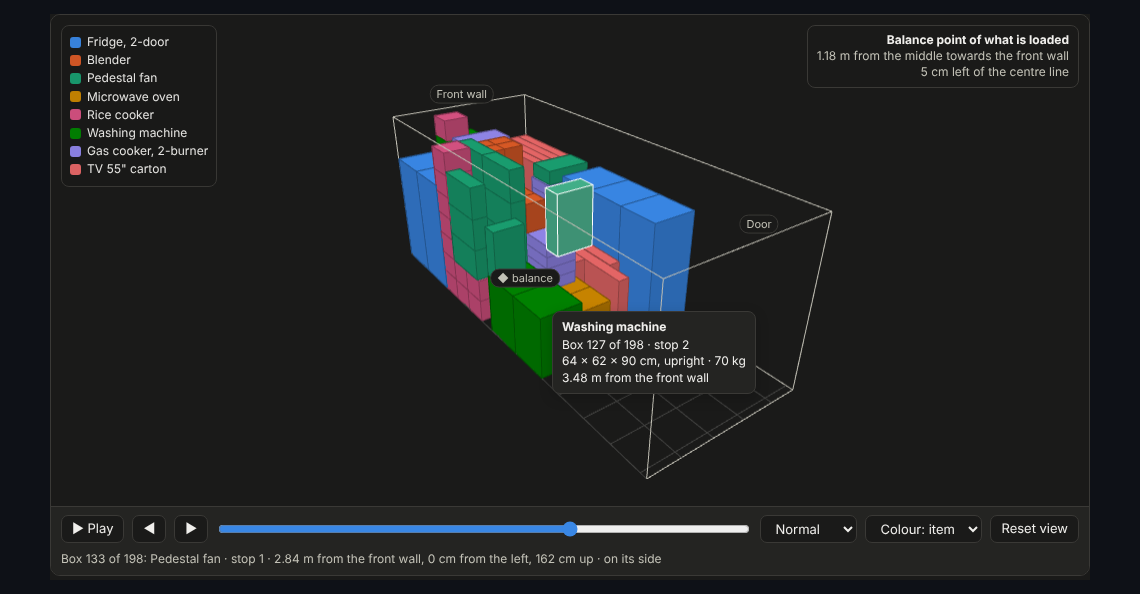 Fridge, 2-door
Blender
Pedestal fan
Microwave oven
Rice cooker
Washing machine
Gas cooker, 2-burner
TV 55" carton
Balance point of what is loaded
1.18 m from the middle towards the front wall
5 cm left of the centre line
Front wall
Door
◆ balance
Washing machine
Box 127 of 198 · stop 2
64 × 62 × 90 cm, upright · 70 kg
3.48 m from the front wall
▶ Play
Normal
Colour: item
Reset view
Box 133 of 198: Pedestal fan · stop 1 · 2.84 m from the front wall, 0 cm from the left, 162 cm up · on its side